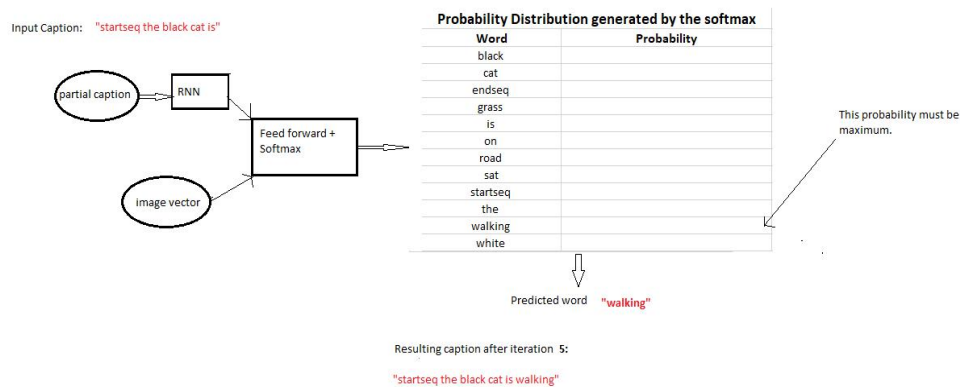 Input Caption: "startseq the black cat is"
partial caption
RNN
Feed forward +
Softmax
image vector
Probability Distribution generated by the softmax
Word Probability
black
cat
endseq
grass
is
on
road
sat
startseq
the
walking
white
This probability must be
maximum.
Predicted word "walking"
Resulting caption after iteration 5:
"startseq the black cat is walking"